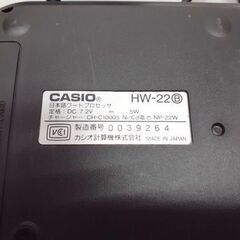 CASIO® HW-22Ⓑ
日本語ワードプロセッサ
定格:DC 7.2V ⎓ 5W
チャージャー:CH-C1000S Ni-Cd電池 NP-22W
VCI 製造番号 0039264
カシオ計算機株式会社 MADE IN JAPAN